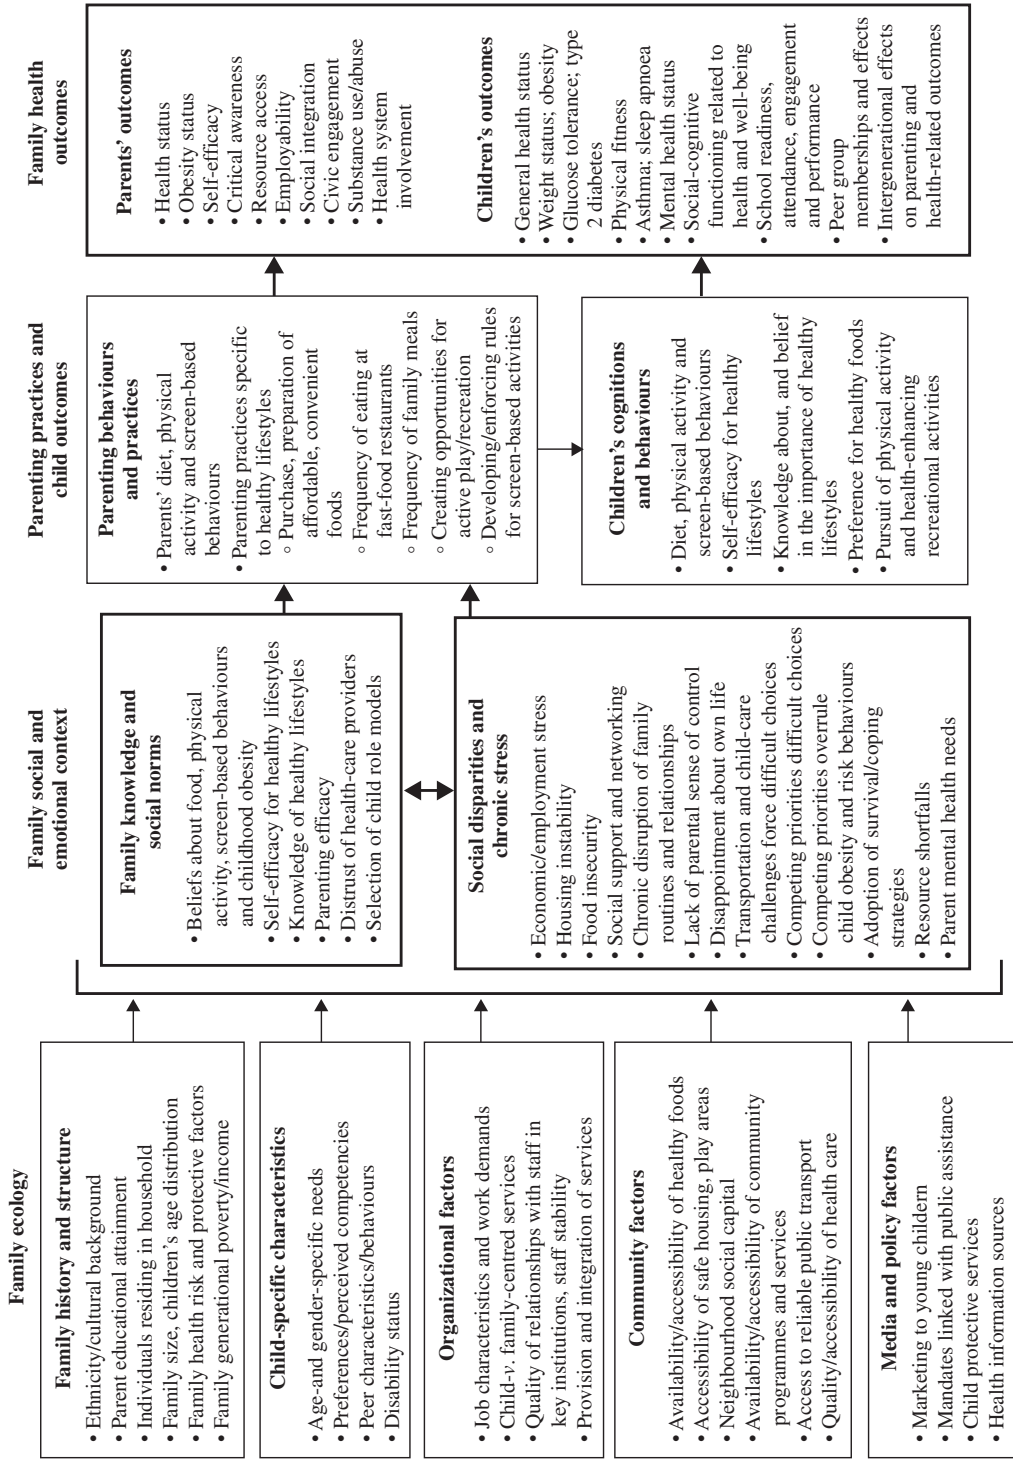 Family ecology
Family history and structure
• Ethnicity/cultural background
• Parent educational attainment
• Individuals residing in household
• Family size, children's age distribution
• Family health risk and protective factors
• Family generational poverty/income
Child-specific characteristics
• Age-and gender-specific needs
• Preferences/perceived competencies
• Peer characteristics/behaviours
• Disability status
Organizational factors
• Job characteristics and work demands
• Child-v. family-centred services
• Quality of relationships with staff in
key institutions, staff stability
• Provision and integration of services
Community factors
• Availability/accessibility of healthy foods
• Accessibility of safe housing, play areas
• Neighbourhood social capital
• Availability/accessibility of community
programmes and services
• Access to reliable public transport
• Quality/accessibility of health care
Media and policy factors
• Marketing to young childern
• Mandates linked with public assistance
• Child protective services
• Health information sources
Family social and
emotional context
Family knowledge and
social norms
• Beliefs about food, physical
activity, screen-based behaviours
and childhood obesity
• Self-efficacy for healthy lifestyles
• Knowledge of healthy lifestyles
• Parenting efficacy
• Distrust of health-care providers
• Selection of child role models
Social disparities and
chronic stress
• Economic/employment stress
• Housing instability
• Food insecurity
• Social support and networking
• Chronic disruption of family
routines and relationships
• Lack of parental sense of control
• Disappointment about own life
• Transportation and child-care
challenges force difficult choices
• Competing priorities difficult choices
• Competing priorities overrule
child obesity and risk behaviours
• Adoption of survival/coping
strategies
• Resource shortfalls
• Parent mental health needs
Parenting practices and
child outcomes
Parenting behaviours
and practices
• Parents' diet, physical
activity and screen-based
behaviours
• Parenting practices specific
to healthy lifestyles
◦ Purchase, preparation of
affordable, convenient
foods
◦ Frequency of eating at
fast-food restaurants
◦ Frequency of family meals
◦ Creating opportunities for
active play/recreation
◦ Developing/enforcing rules
for screen-based activities
Children's cognitions
and behaviours
• Diet, physical activity and
screen-based behaviours
• Self-efficacy for healthy
lifestyles
• Knowledge about, and belief
in the importance of healthy
lifestyles
• Preference for healthy foods
• Pursuit of physical activity
and health-enhancing
recreational activities
Family health
outcomes
Parents' outcomes
• Health status
• Obesity status
• Self-efficacy
• Critical awareness
• Resource access
• Employability
• Social integration
• Civic engagement
• Substance use/abuse
• Health system
involvement
Children's outcomes
• General health status
• Weight status; obesity
• Glucose tolerance; type
2 diabetes
• Physical fitness
• Asthma; sleep apnoea
• Mental health status
• Social-cognitive
functioning related to
health and well-being
• School readiness,
attendance, engagement
and performance
• Peer group
memberships and effects
• Intergenerational effects
on parenting and
health-related outcomes